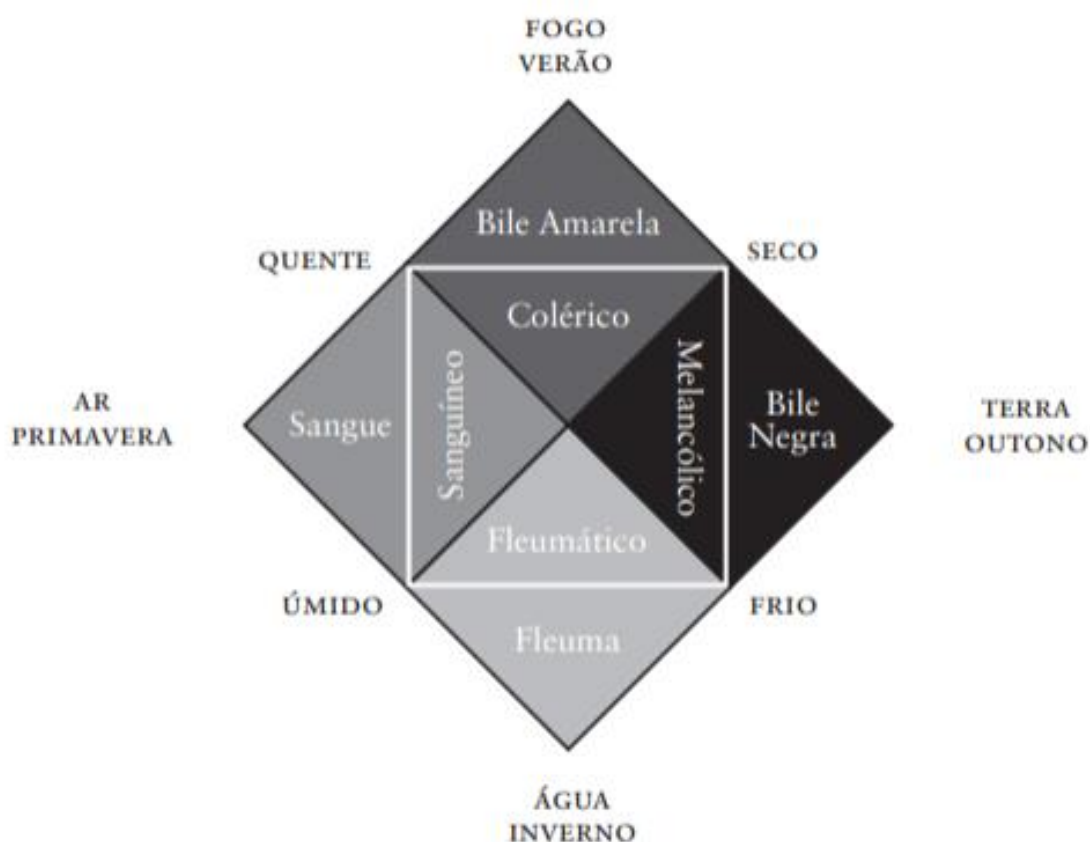 FOGO
VERÃO
Bile Amarela
QUENTE
SECO
Colérico
AR
PRIMAVERA
Sangue
Sanguíneo
Melancólico
Bile
Negra
TERRA
OUTONO
Fleumático
ÚMIDO
FRIO
Fleuma
ÁGUA
INVERNO